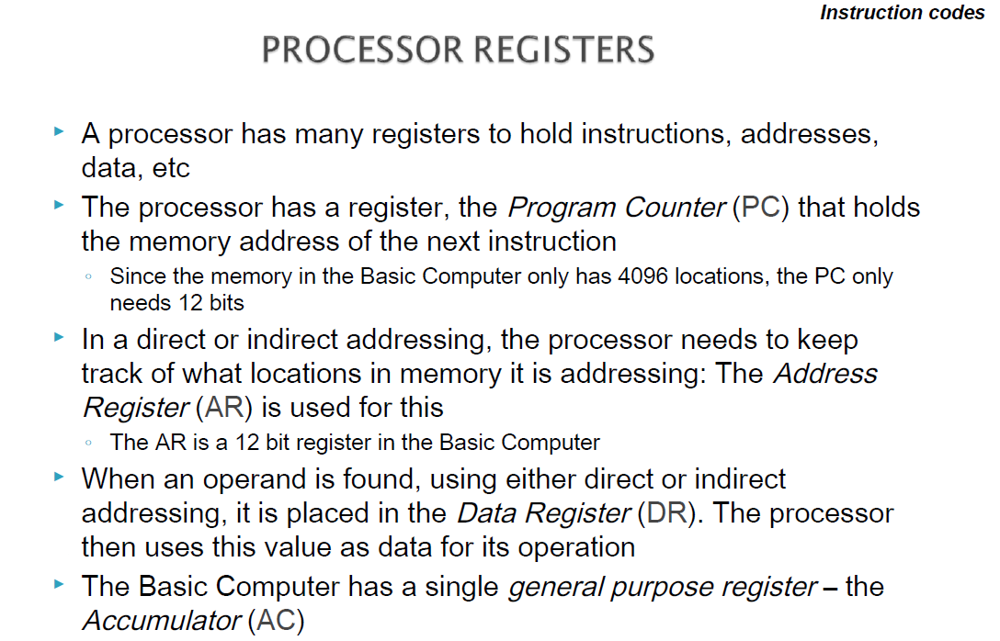 Instruction codes
PROCESSOR REGISTERS
A processor has many registers to hold instructions, addresses,
data, etc
The processor has a register, the Program Counter (PC) that holds
the memory address of the next instruction
Since the memory in the Basic Computer only has 4096 locations, the PC only
needs 12 bits
In a direct or indirect addressing, the processor needs to keep
track of what locations in memory it is addressing: The Address
Register (AR) is used for this
The AR is a 12 bit register in the Basic Computer
When an operand is found, using either direct or indirect
addressing, it is placed in the Data Register (DR). The processor
then uses this value as data for its operation
The Basic Computer has a single general purpose register – the
Accumulator (AC)